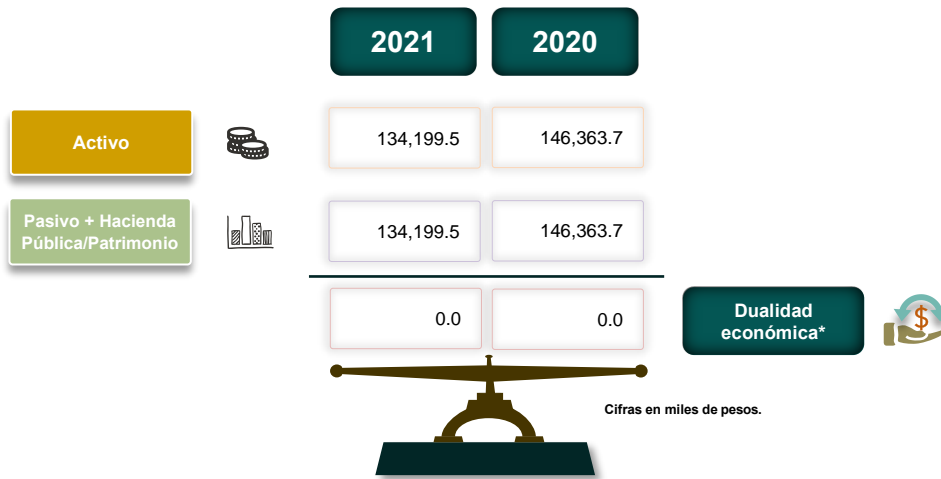 2021 2020
Activo 134,199.5 146,363.7
Pasivo + Hacienda
Pública/Patrimonio 134,199.5 146,363.7
0.0 0.0
Dualidad
económica*
$
Cifras en miles de pesos.